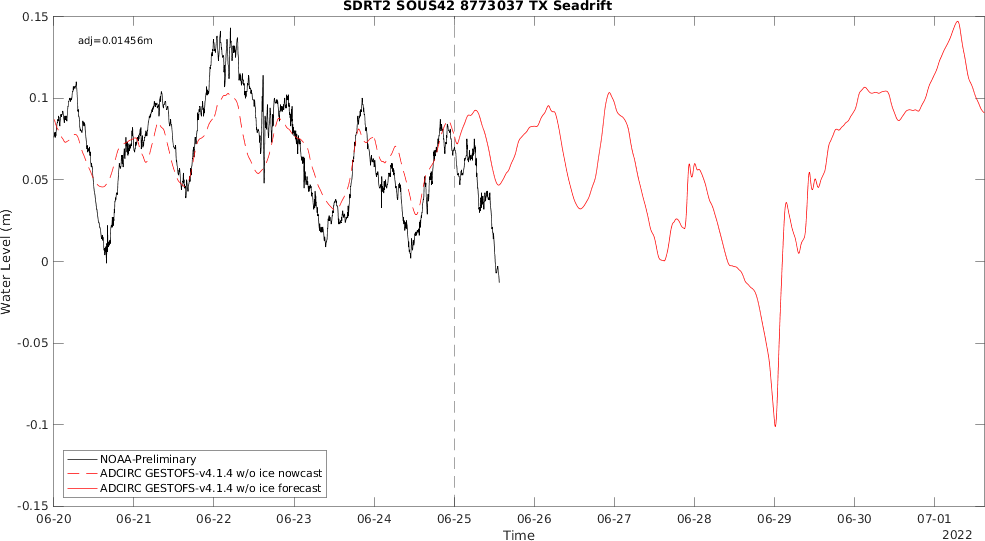 SDRT2 SOUS42 8773037 TX Seadrift
adj=0.01456m
0.15
0.1
0.05
0
-0.05
-0.1
-0.15
Water Level (m)
NOAA-Preliminary
ADCIRC GESTOFS-v4.1.4 w/o ice nowcast
ADCIRC GESTOFS-v4.1.4 w/o ice forecast
06-20 06-21 06-22 06-23 06-24 06-25 06-26 06-27 06-28 06-29 06-30 07-01
Time
2022